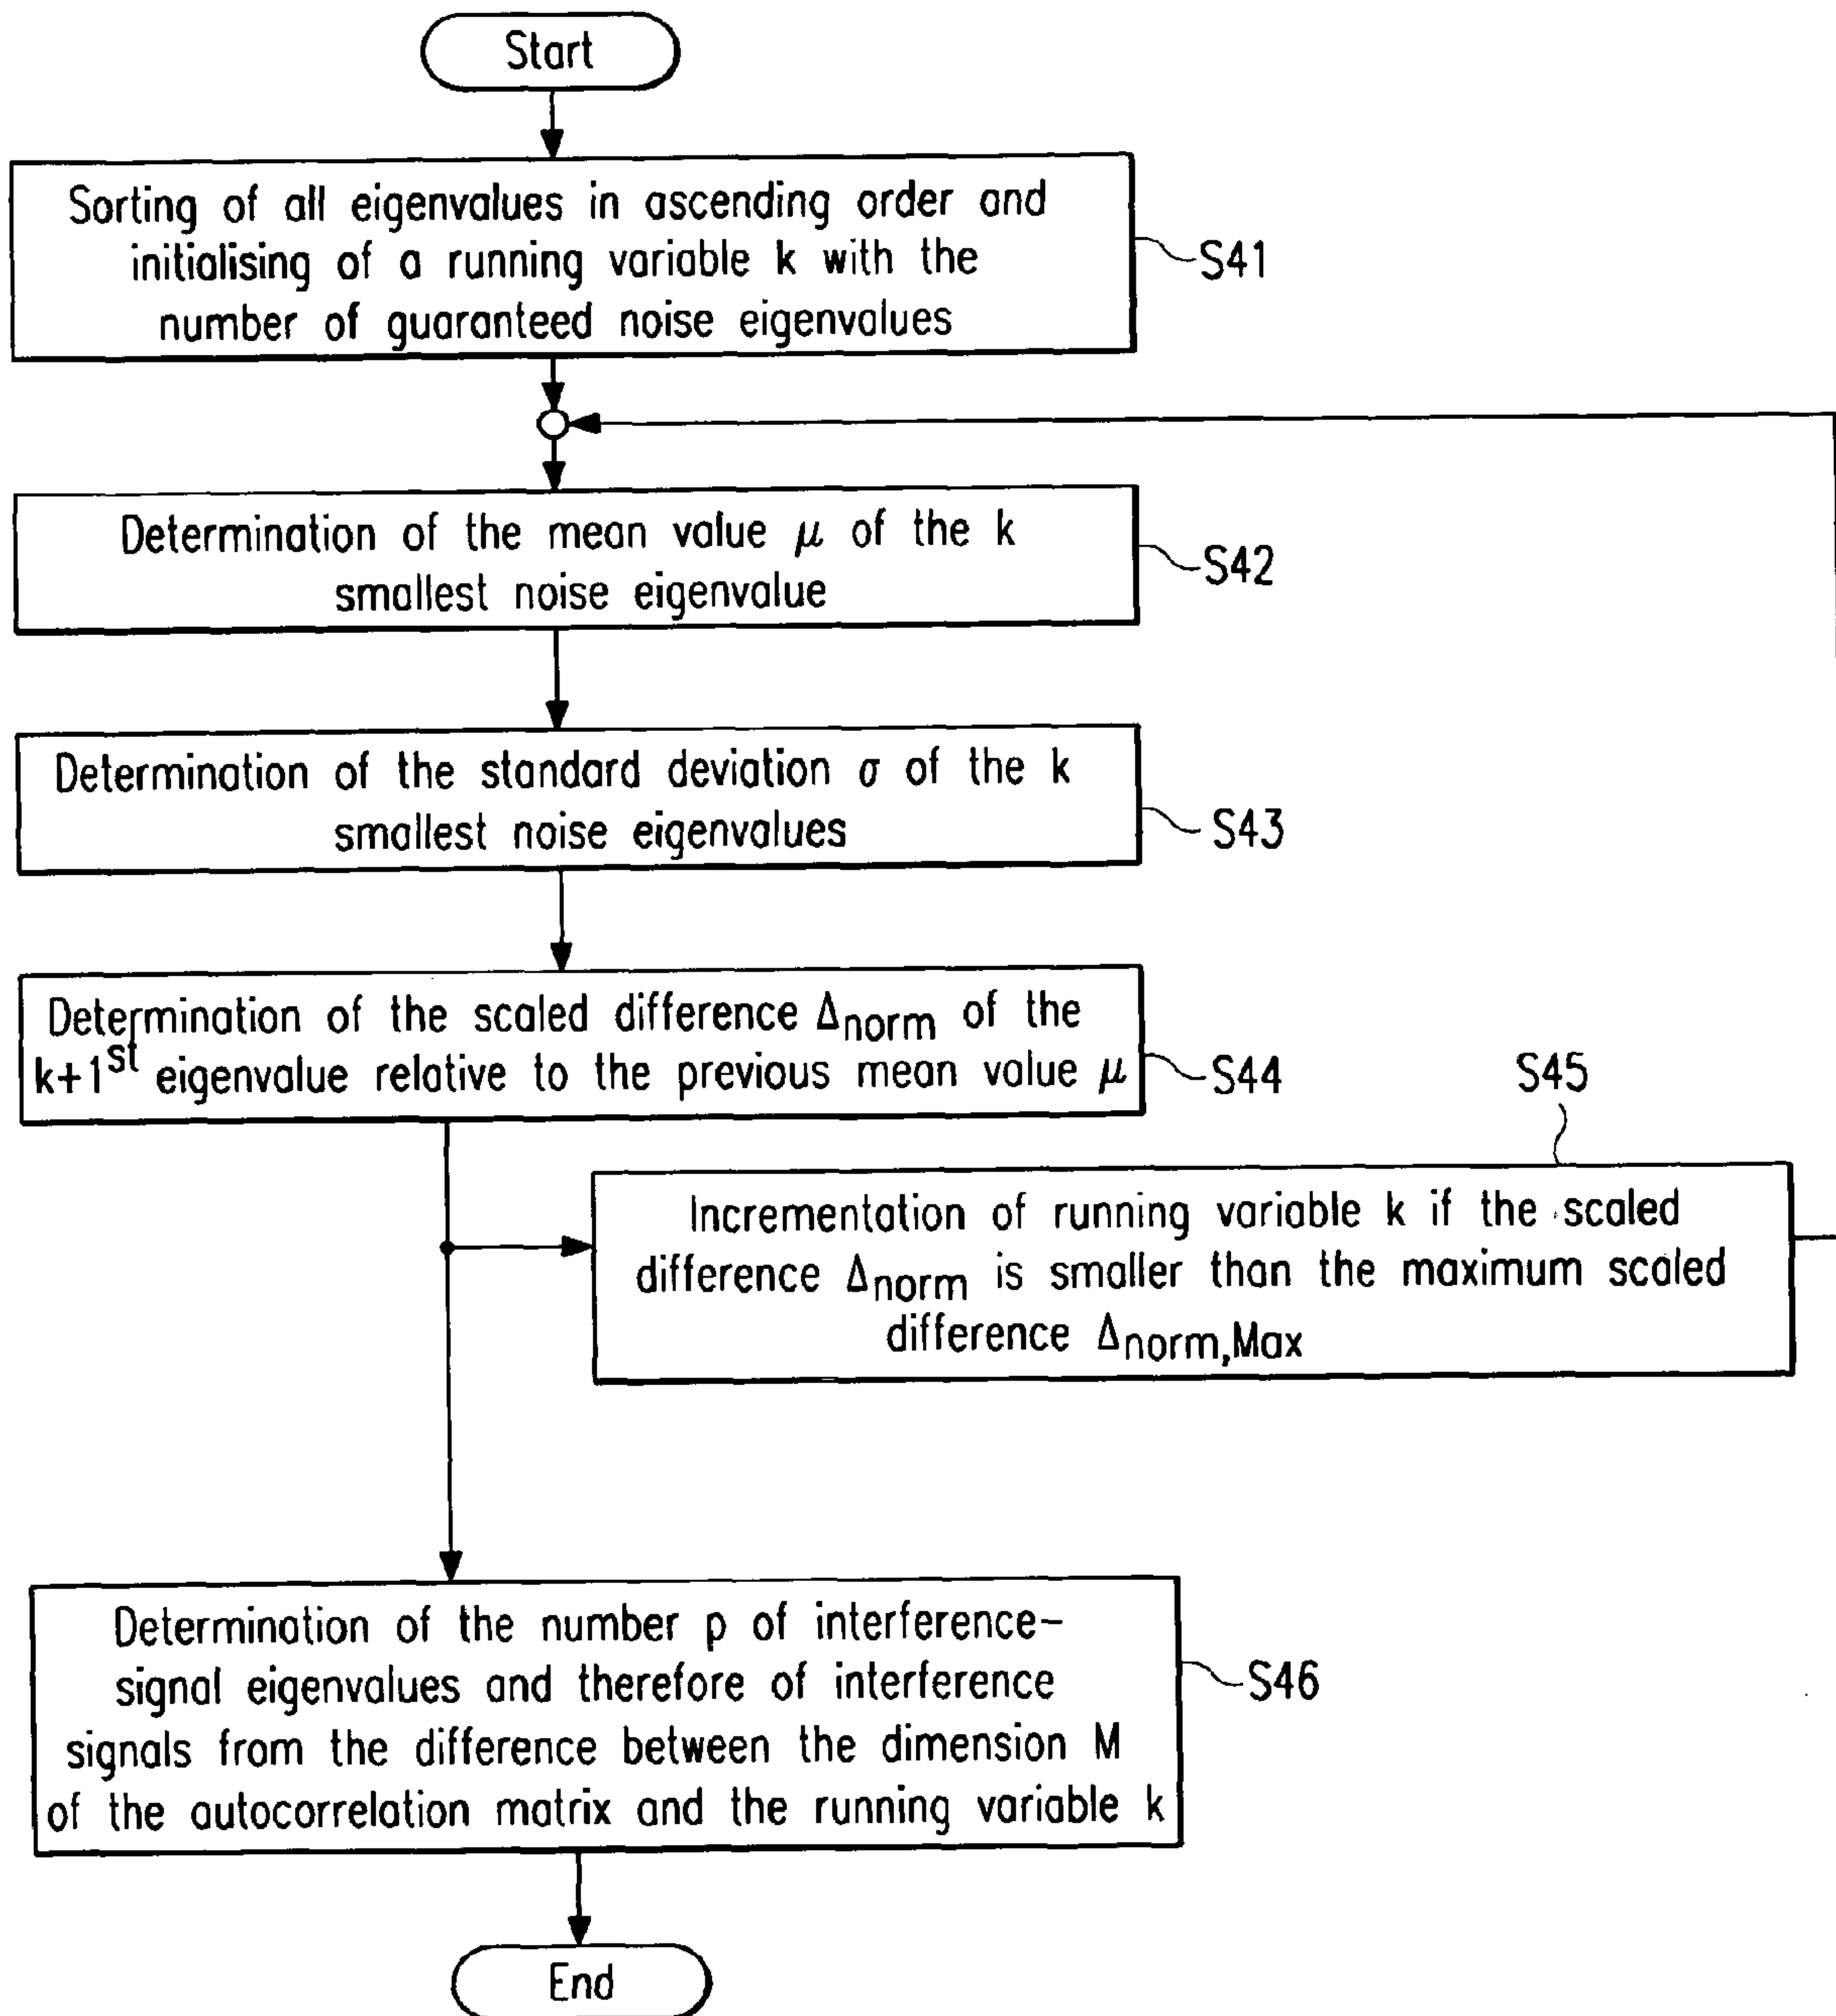 Start
Sorting of all eigenvalues in ascending order and
initialising of a running variable k with the
number of guaranteed noise eigenvalues
S41
Determination of the mean value μ of the k
smallest noise eigenvalue
S42
Determination of the standard deviation σ of the k
smallest noise eigenvalues
S43
Determination of the scaled difference Δnorm of the
k+1st eigenvalue relative to the previous mean value μ
S44
S45
Incrementation of running variable k if the scaled
difference Δnorm is smaller than the maximum scaled
difference Δnorm,Max
Determination of the number p of interference–
signal eigenvalues and therefore of interference
signals from the difference between the dimension M
of the autocorrelation matrix and the running variable k
S46
End